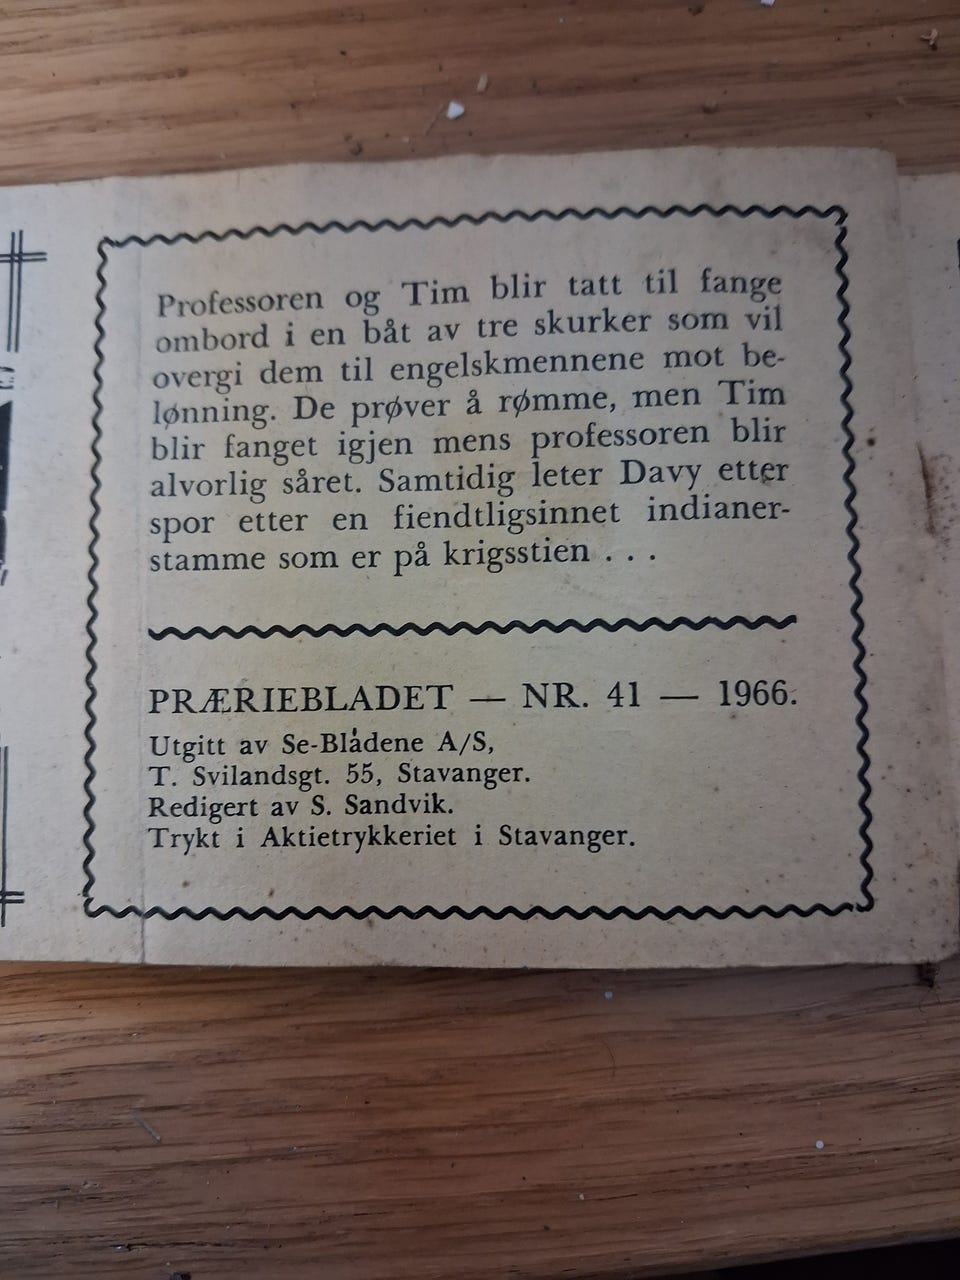 Professoren og Tim blir tatt til fange
ombord i en båt av tre skurker som vil
overgi dem til engelskmennene mot be-
lønning. De prøver å rømme, men Tim
blir fanget igjen mens professoren blir
alvorlig såret. Samtidig leter Davy etter
spor etter en fiendtligsinnet indianer-
stamme som er på krigsstien . . .
PRÆRIEBLADET — NR. 41 — 1966.
Utgitt av Se-Bladene A/S,
T. Svilandsgt. 55, Stavanger.
Redigert av S. Sandvik.
Trykt i Aktietrykkeriet i Stavanger.